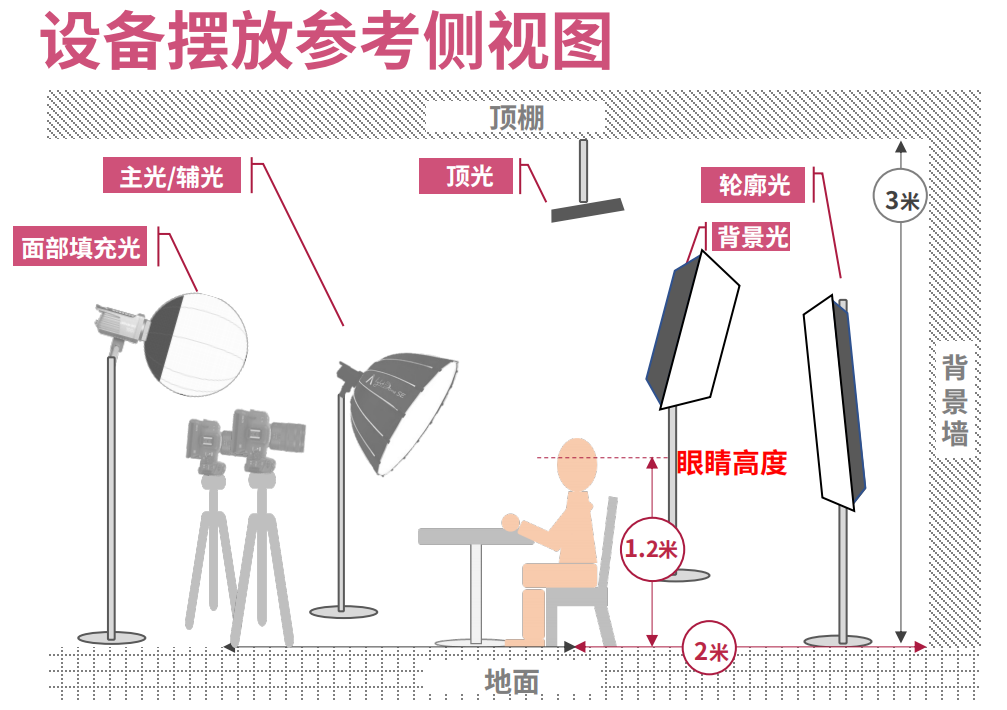 设备摆放参考侧视图
顶棚
主光/辅光
顶光
轮廓光
3米
面部填充光
背景光
背景墙
眼睛高度
1.2米
2米
地面